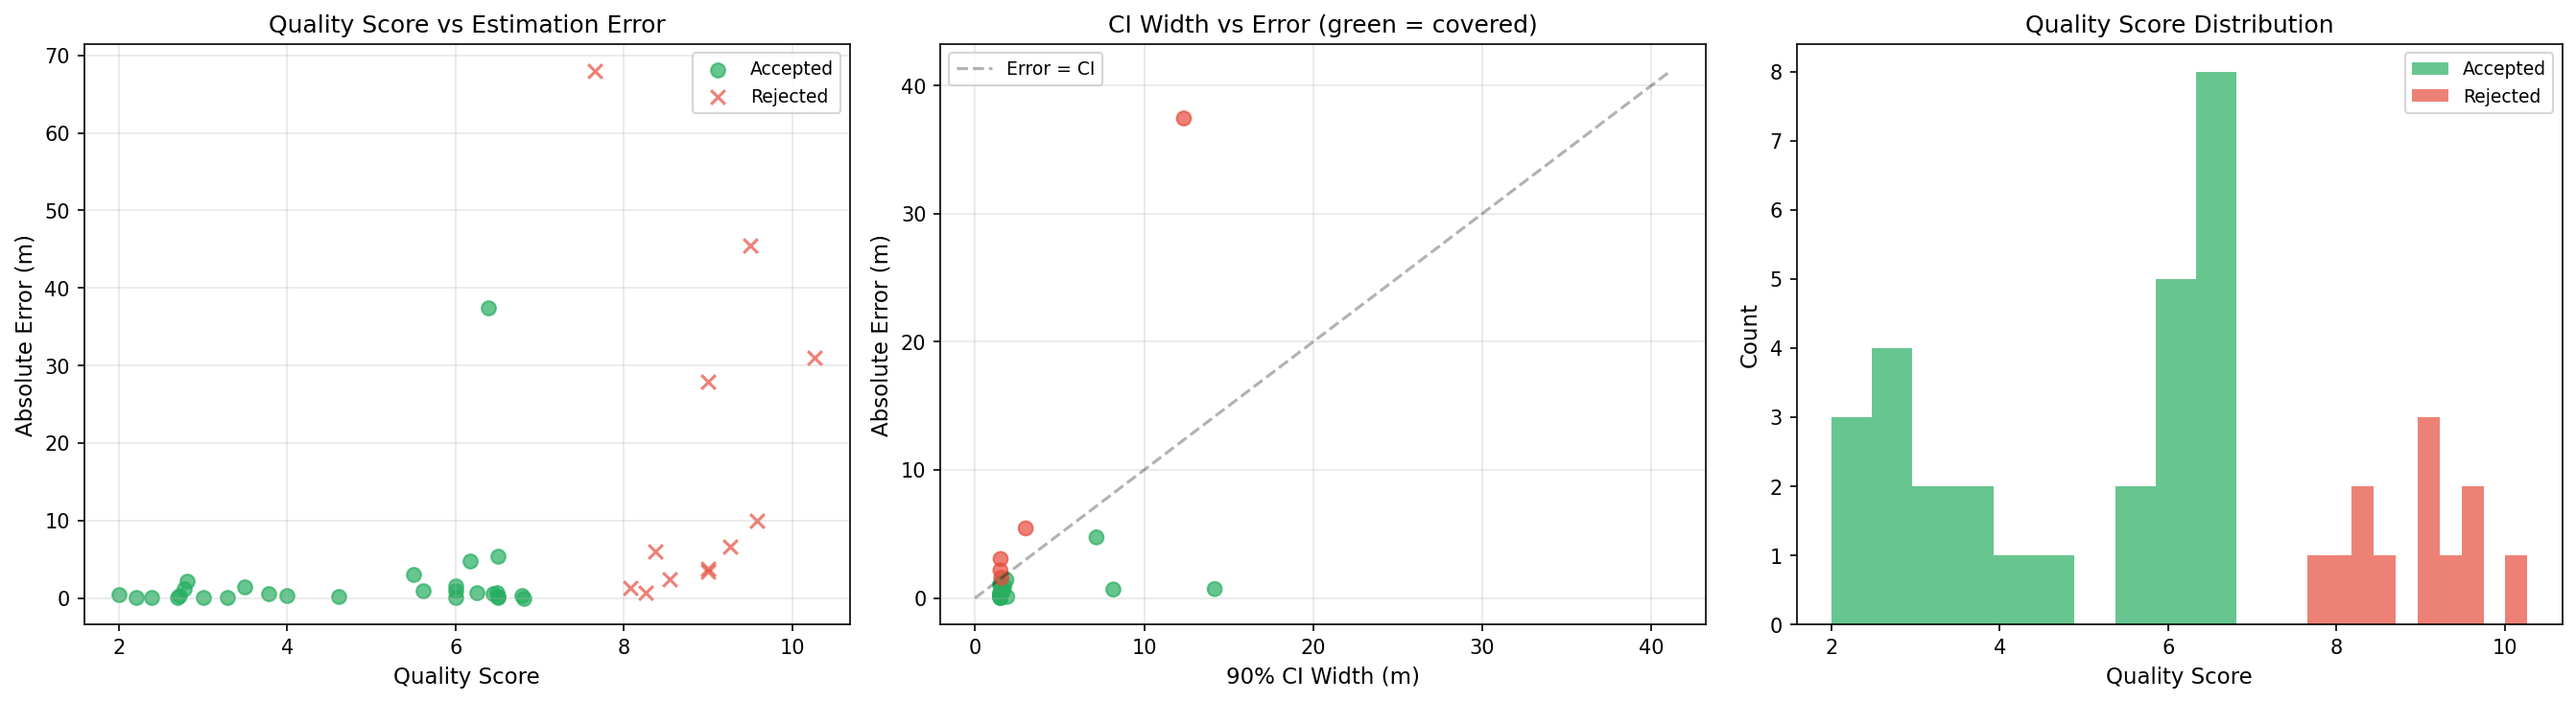 Quality Score vs Estimation Error
Absolute Error (m)
70
60
50
40
30
20
10
0
Accepted
Rejected
2 4 6 8 10
Quality Score
CI Width vs Error (green = covered)
Absolute Error (m)
40
30
20
10
0
Error = CI
0 10 20 30 40
90% CI Width (m)
Quality Score Distribution
Count
8
7
6
5
4
3
2
1
0
Accepted
Rejected
2 4 6 8 10
Quality Score